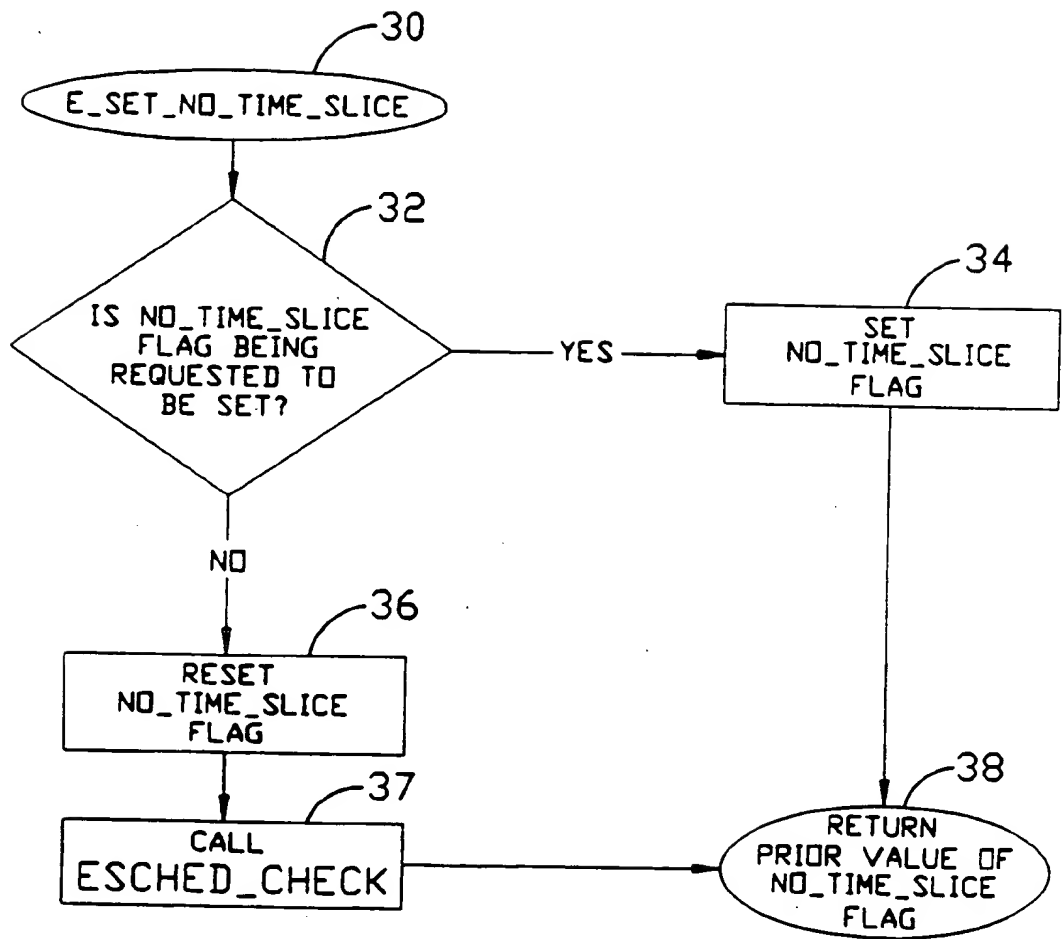 30
E_SET_NO_TIME_SLICE
32
IS NO_TIME_SLICE
FLAG BEING
REQUESTED TO
BE SET?
YES
34
SET
NO_TIME_SLICE
FLAG
NO
36
RESET
NO_TIME_SLICE
FLAG
37
CALL
ESCHED_CHECK
38
RETURN
PRIOR VALUE OF
NO_TIME_SLICE
FLAG